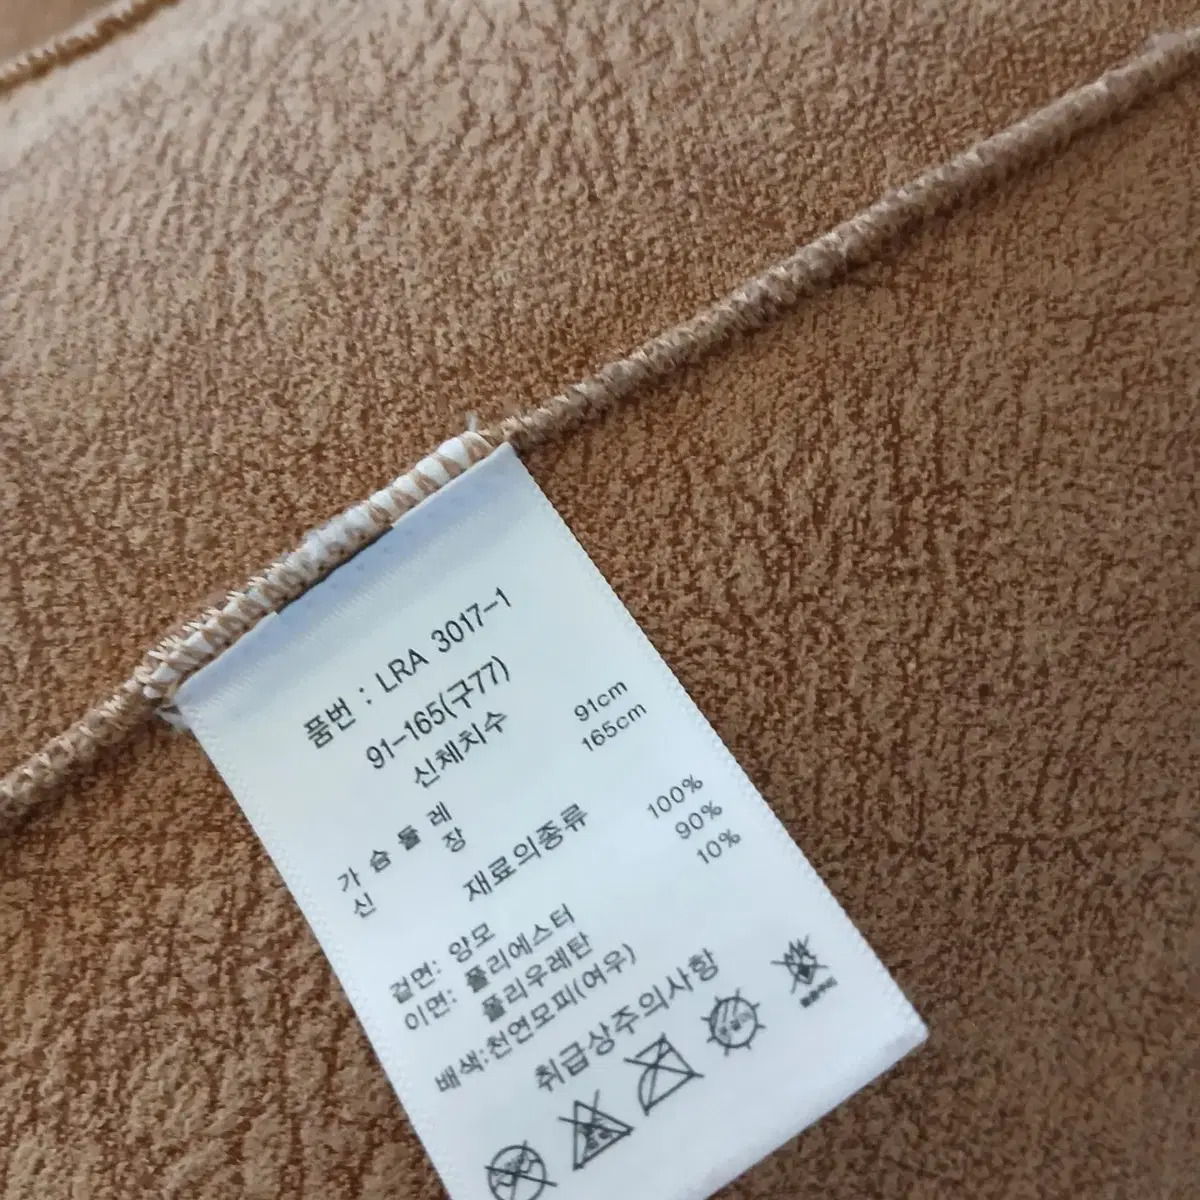 품번 : LRA 3017-1
91-165(구77)
신체치수
가 슴 둘 레 91cm
신 장 165cm
재료의종류
겉면: 양모 100%
이면: 폴리에스터 90%
폴리우레탄 10%
배색:천연모피(여우)
취급상주의사항